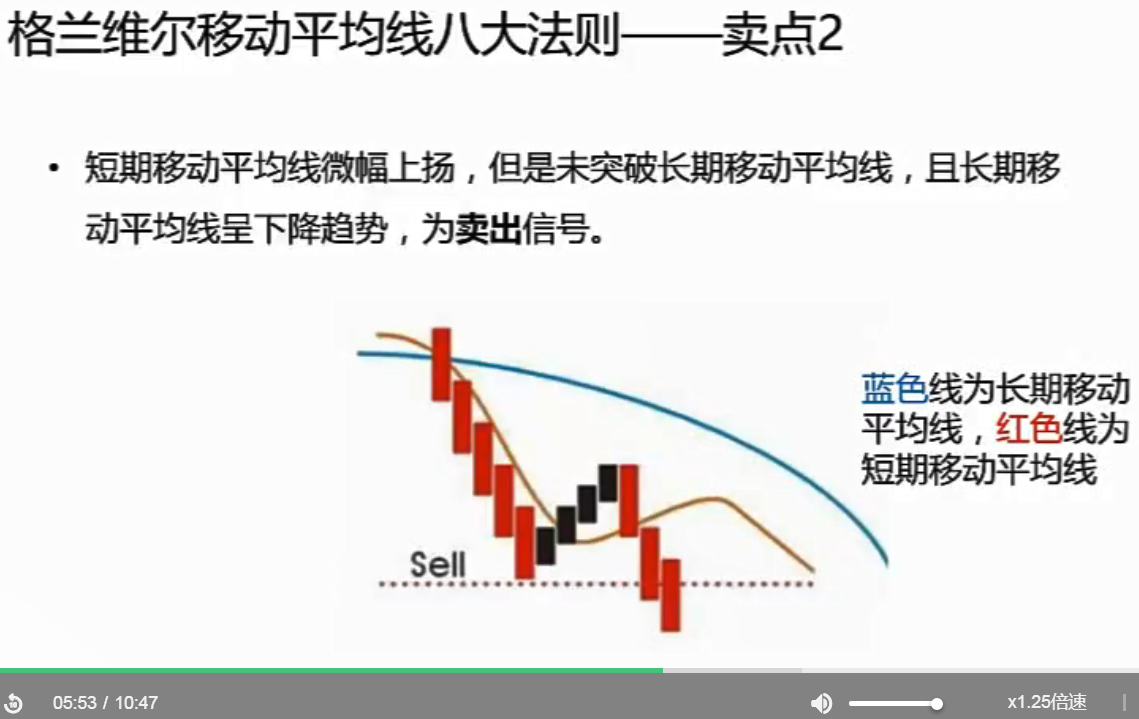 格兰维尔移动平均线八大法则——卖点2
• 短期移动平均线微幅上扬，但是未突破长期移动平均线，且长期移
动平均线呈下降趋势，为卖出信号。
蓝色线为长期移动
平均线，红色线为
短期移动平均线
Sell
05:53 / 10:47
x1.25倍速